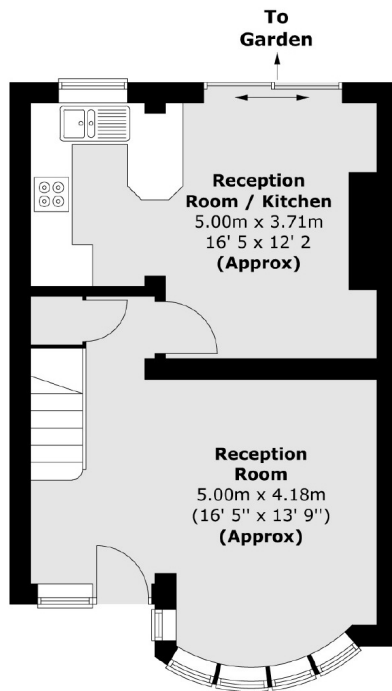 To
Garden
Reception
Room / Kitchen
5.00m x 3.71m
16' 5 x 12' 2
(Approx)
Reception
Room
5.00m x 4.18m
(16' 5" x 13' 9")
(Approx)